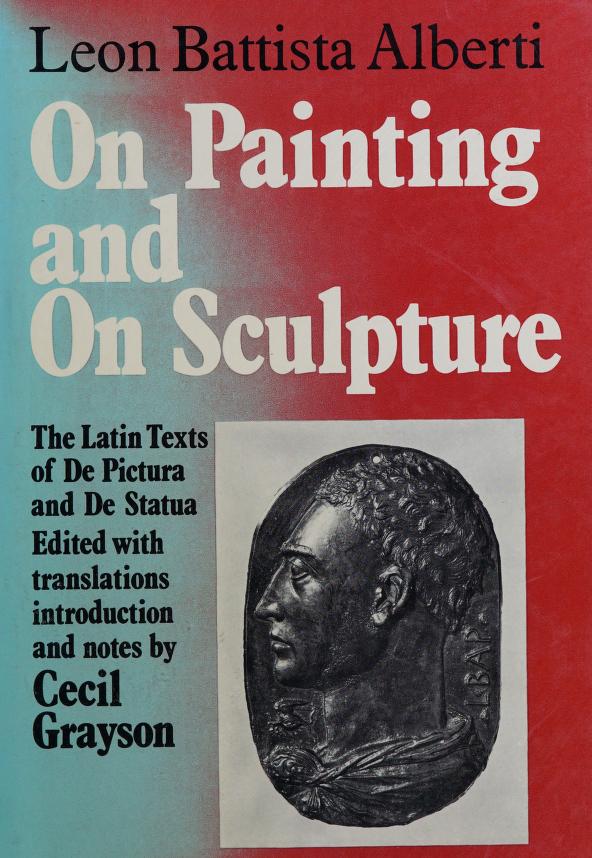 Leon Battista Alberti
On Painting
and
On Sculpture
The Latin Texts
of De Pictura
and De Statua
Edited with
translations
introduction
and notes by
Cecil
Grayson
L·BAP·